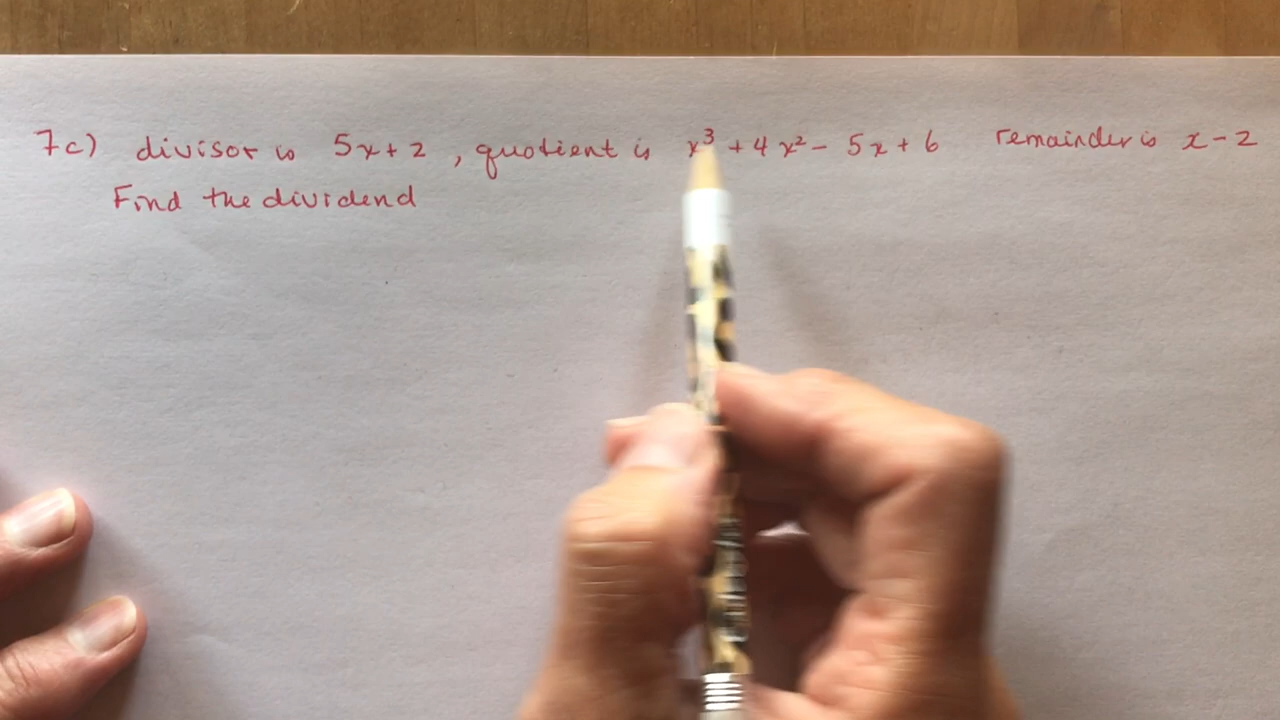 7c) divisor is 5x+2, quotient is x³+4x²-5x+6 remainder is x-2
Find the dividend